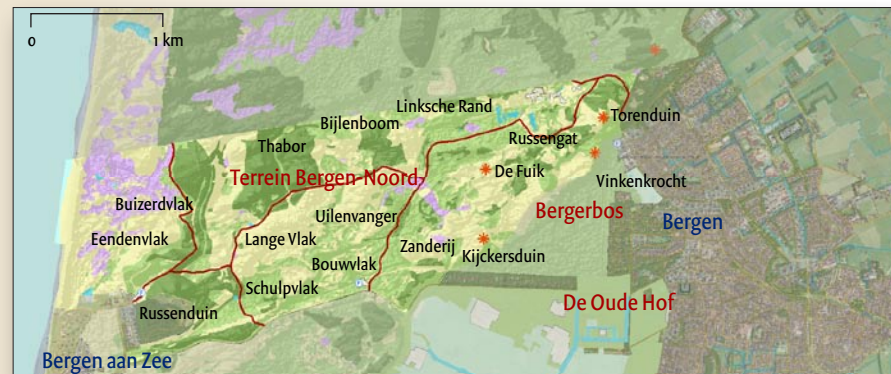 0
1 km
Linksche Rand
Torenduin
Bijlenboom
Russengat
Thabor
De Fuik
Terrein Bergen-Noord
Vinkenkrocht
Buizerdvlak
Uilenvanger
Bergerbos
Bergen
Eendenvlak
Lange Vlak
Zanderij
Kijckersduin
Bouwvlak
Schulpvlak
Russenduin
De Oude Hof
Bergen aan Zee